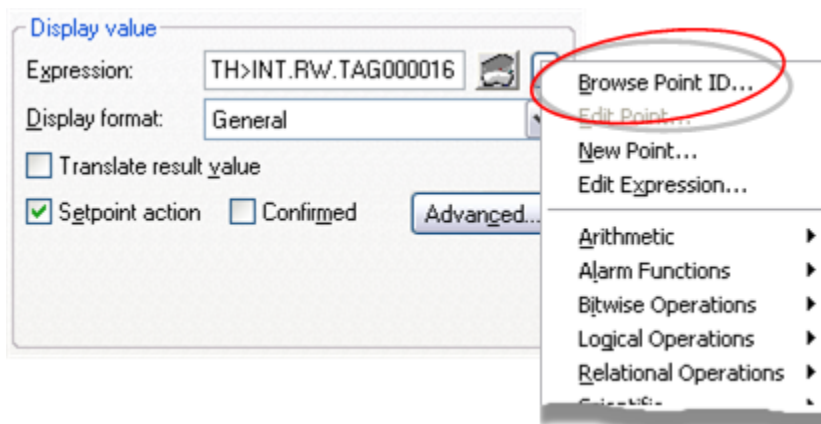 Display value
Expression: TH>INT.RW.TAG000016
Display format: General
Translate result value
Setpoint action Confirmed Advanced...
Browse Point ID...
Edit Point...
New Point...
Edit Expression...
Arithmetic
Alarm Functions
Bitwise Operations
Logical Operations
Relational Operations